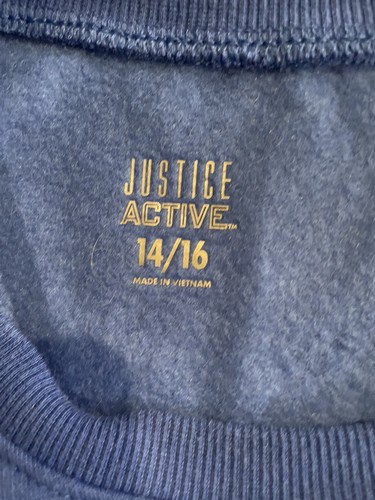 JUSTICE
ACTIVE™
14/16
MADE IN VIETNAM